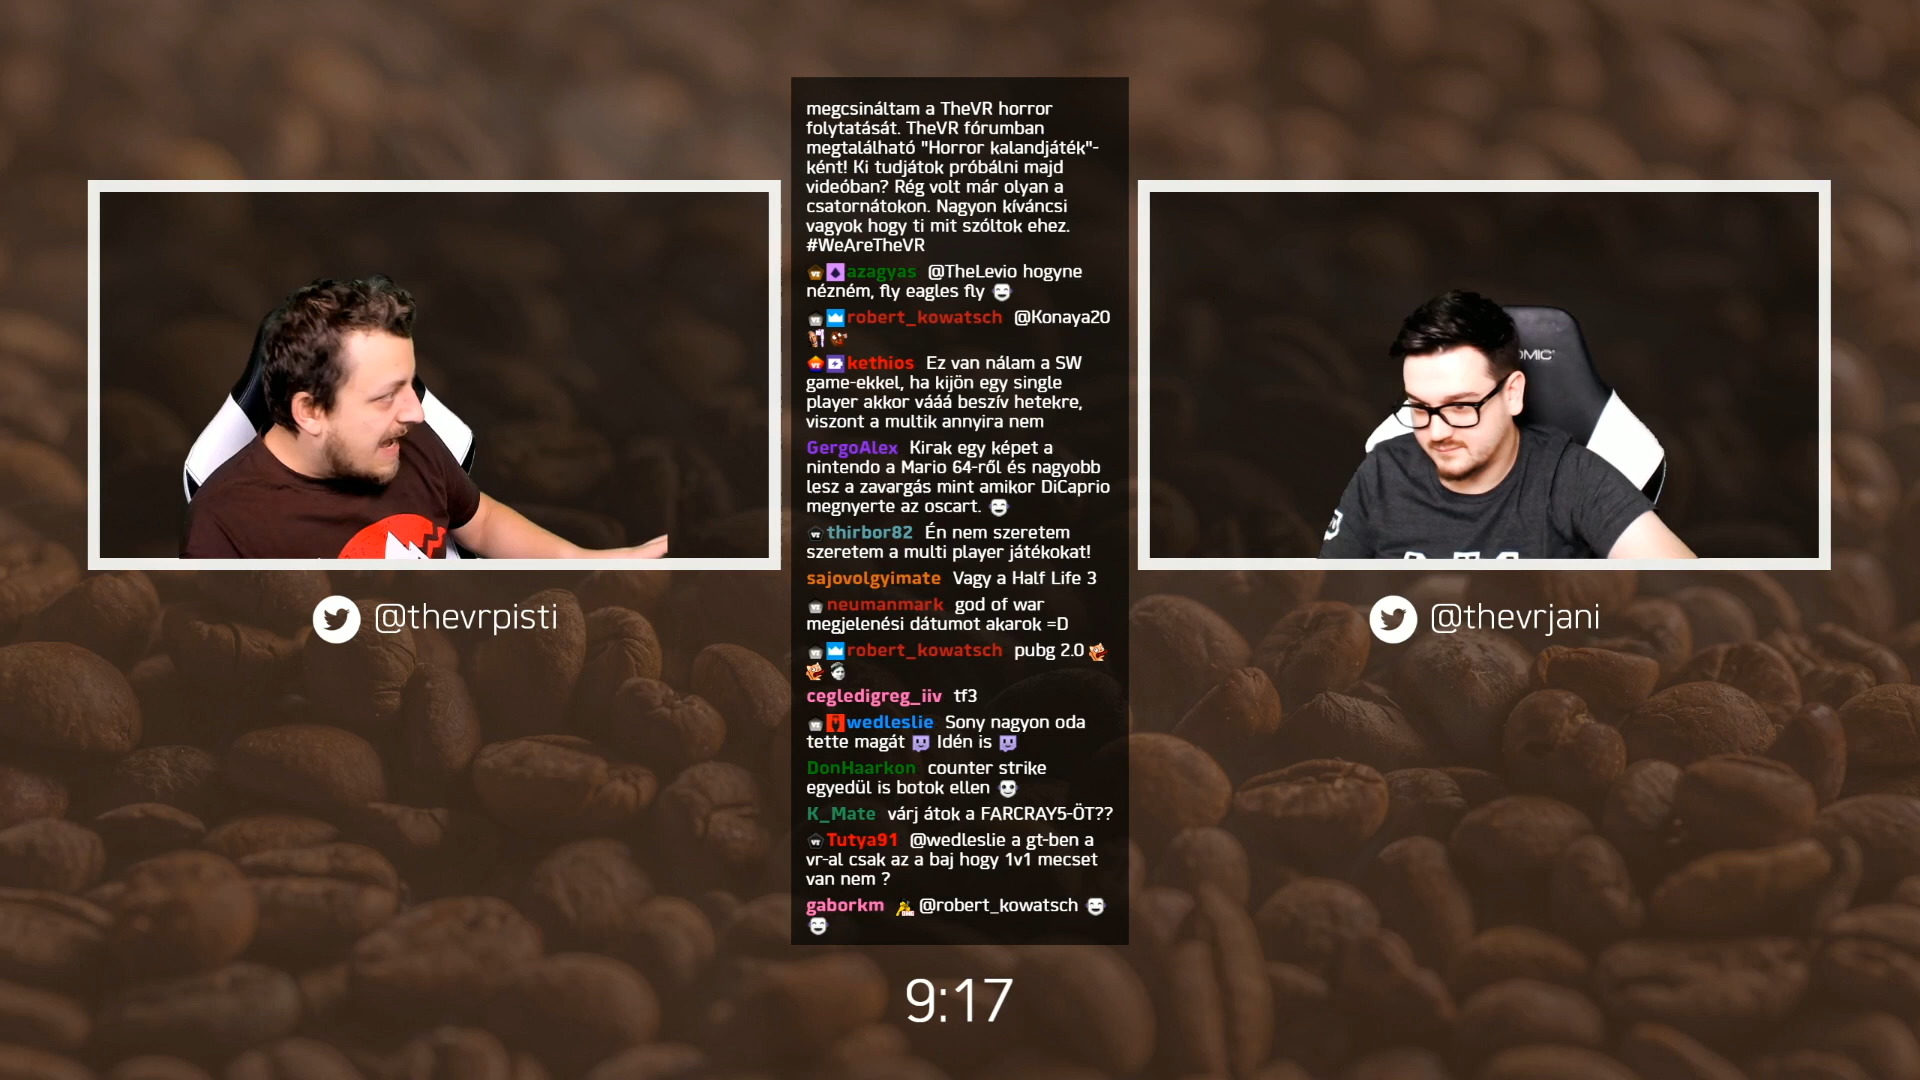 megcsináltam a TheVR horror
folytatását. TheVR fórumban
megtalálható "Horror kalandjáték"-
ként! Ki tudjátok próbálni majd
videóban? Rég volt már olyan a
csatornátokon. Nagyon kíváncsi
vagyok hogy ti mit szóltok ehez.
#WeAreTheVR
azagyas @TheLevio hogyne
nézném, fly eagles fly
robert_kowatsch @Konaya20
kethios Ez van nálam a SW
game-ekkel, ha kijön egy single
player akkor vááá beszív hetekre,
viszont a multik annyira nem
GergoAlex Kirak egy képet a
nintendo a Mario 64-ről és nagyobb
lesz a zavargás mint amikor DiCaprio
megnyerte az oscart.
thirbor82 Én nem szeretem
szeretem a multi player játékokat!
sajovolgyimate Vagy a Half Life 3
neumanmark god of war
megjelenési dátumot akarok =D
robert_kowatsch pubg 2.0
cegledigreg_iiv tf3
wedleslie Sony nagyon oda
tette magát Idén is
DonHaarkon counter strike
egyedül is botok ellen
K_Mate várj átok a FARCRAY5-ÖT??
Tutya91 @wedleslie a gt-ben a
vr-al csak az a baj hogy 1v1 mecset
van nem ?
gaborkm @robert_kowatsch
@thevrpisti
@thevrjani
9:17